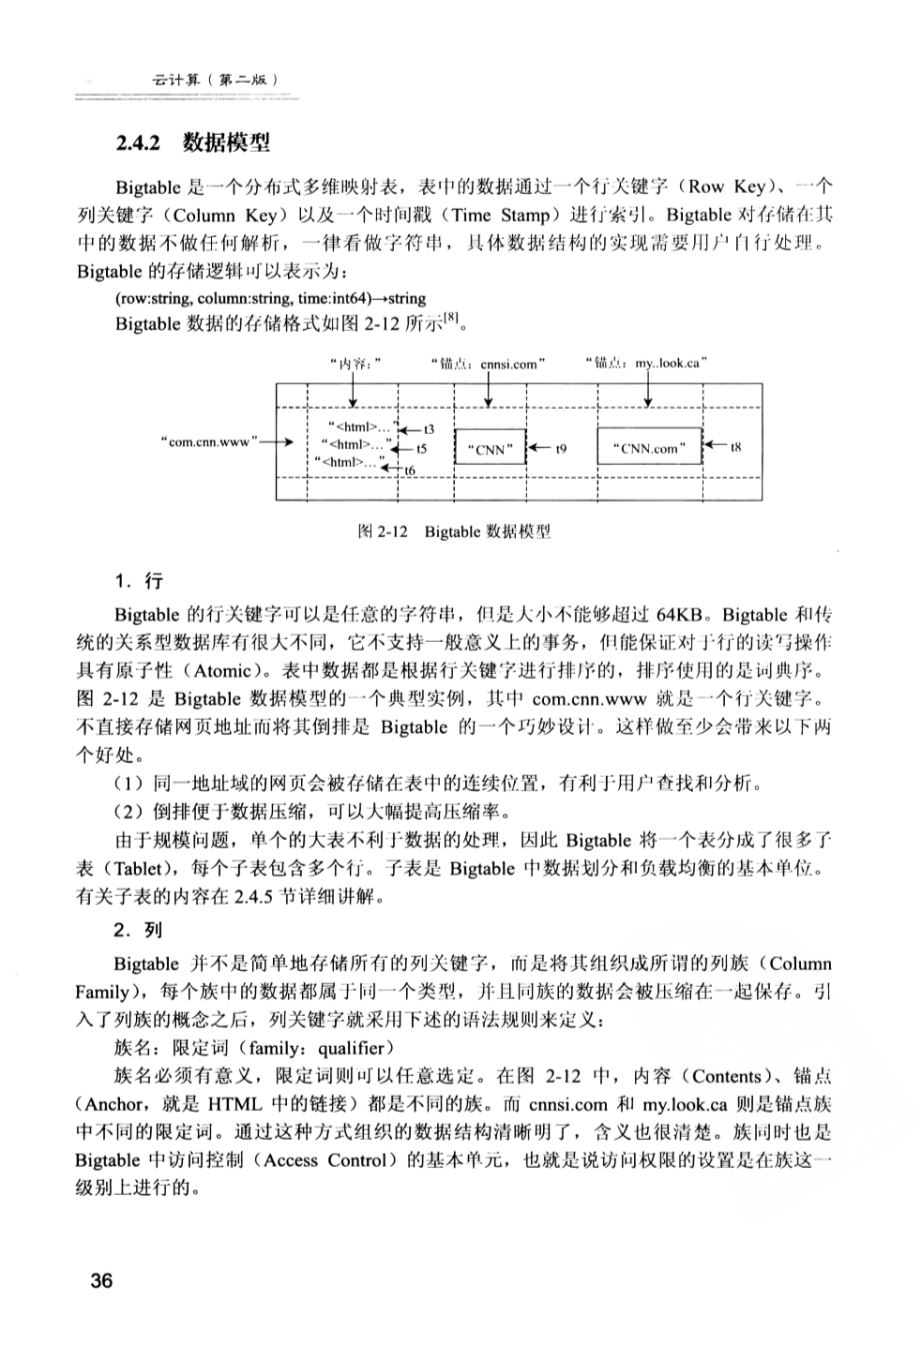 云计算（第二版）
2.4.2 数据模型
Bigtable 是一个分布式多维映射表，表中的数据通过一个行关键字（Row Key）、一个
列关键字（Column Key）以及一个时间戳（Time Stamp）进行索引。Bigtable 对存储在其
中的数据不做任何解析，一律看做字符串，具体数据结构的实现需要用户自行处理。
Bigtable 的存储逻辑可以表示为：
(row:string, column:string, time:int64)→string
Bigtable 数据的存储格式如图 2-12 所示[8]。
“内容：” “锚点：cnnsi.com” “锚点：my..look.ca”
“<html>...” t3
“com.cnn.www” “<html>...” t5 “CNN” t9 “CNN.com” t8
“<html>...” t6
图 2-12 Bigtable 数据模型
1．行
Bigtable 的行关键字可以是任意的字符串，但是大小不能够超过 64KB。Bigtable 和传
统的关系型数据库有很大不同，它不支持一般意义上的事务，但能保证对于行的读写操作
具有原子性（Atomic）。表中数据都是根据行关键字进行排序的，排序使用的是词典序。
图 2-12 是 Bigtable 数据模型的一个典型实例，其中 com.cnn.www 就是一个行关键字。
不直接存储网页地址而将其倒排是 Bigtable 的一个巧妙设计。这样做至少会带来以下两
个好处。
（1）同一地址域的网页会被存储在表中的连续位置，有利于用户查找和分析。
（2）倒排便于数据压缩，可以大幅提高压缩率。
由于规模问题，单个的大表不利于数据的处理，因此 Bigtable 将一个表分成了很多子
表（Tablet），每个子表包含多个行。子表是 Bigtable 中数据划分和负载均衡的基本单位。
有关子表的内容在 2.4.5 节详细讲解。
2．列
Bigtable 并不是简单地存储所有的列关键字，而是将其组织成所谓的列族（Column
Family），每个族中的数据都属于同一个类型，并且同族的数据会被压缩在一起保存。引
入了列族的概念之后，列关键字就采用下述的语法规则来定义：
族名：限定词（family：qualifier）
族名必须有意义，限定词则可以任意选定。在图 2-12 中，内容（Contents）、锚点
（Anchor，就是 HTML 中的链接）都是不同的族。而 cnnsi.com 和 my.look.ca 则是锚点族
中不同的限定词。通过这种方式组织的数据结构清晰明了，含义也很清楚。族同时也是
Bigtable 中访问控制（Access Control）的基本单元，也就是说访问权限的设置是在族这一
级别上进行的。
36